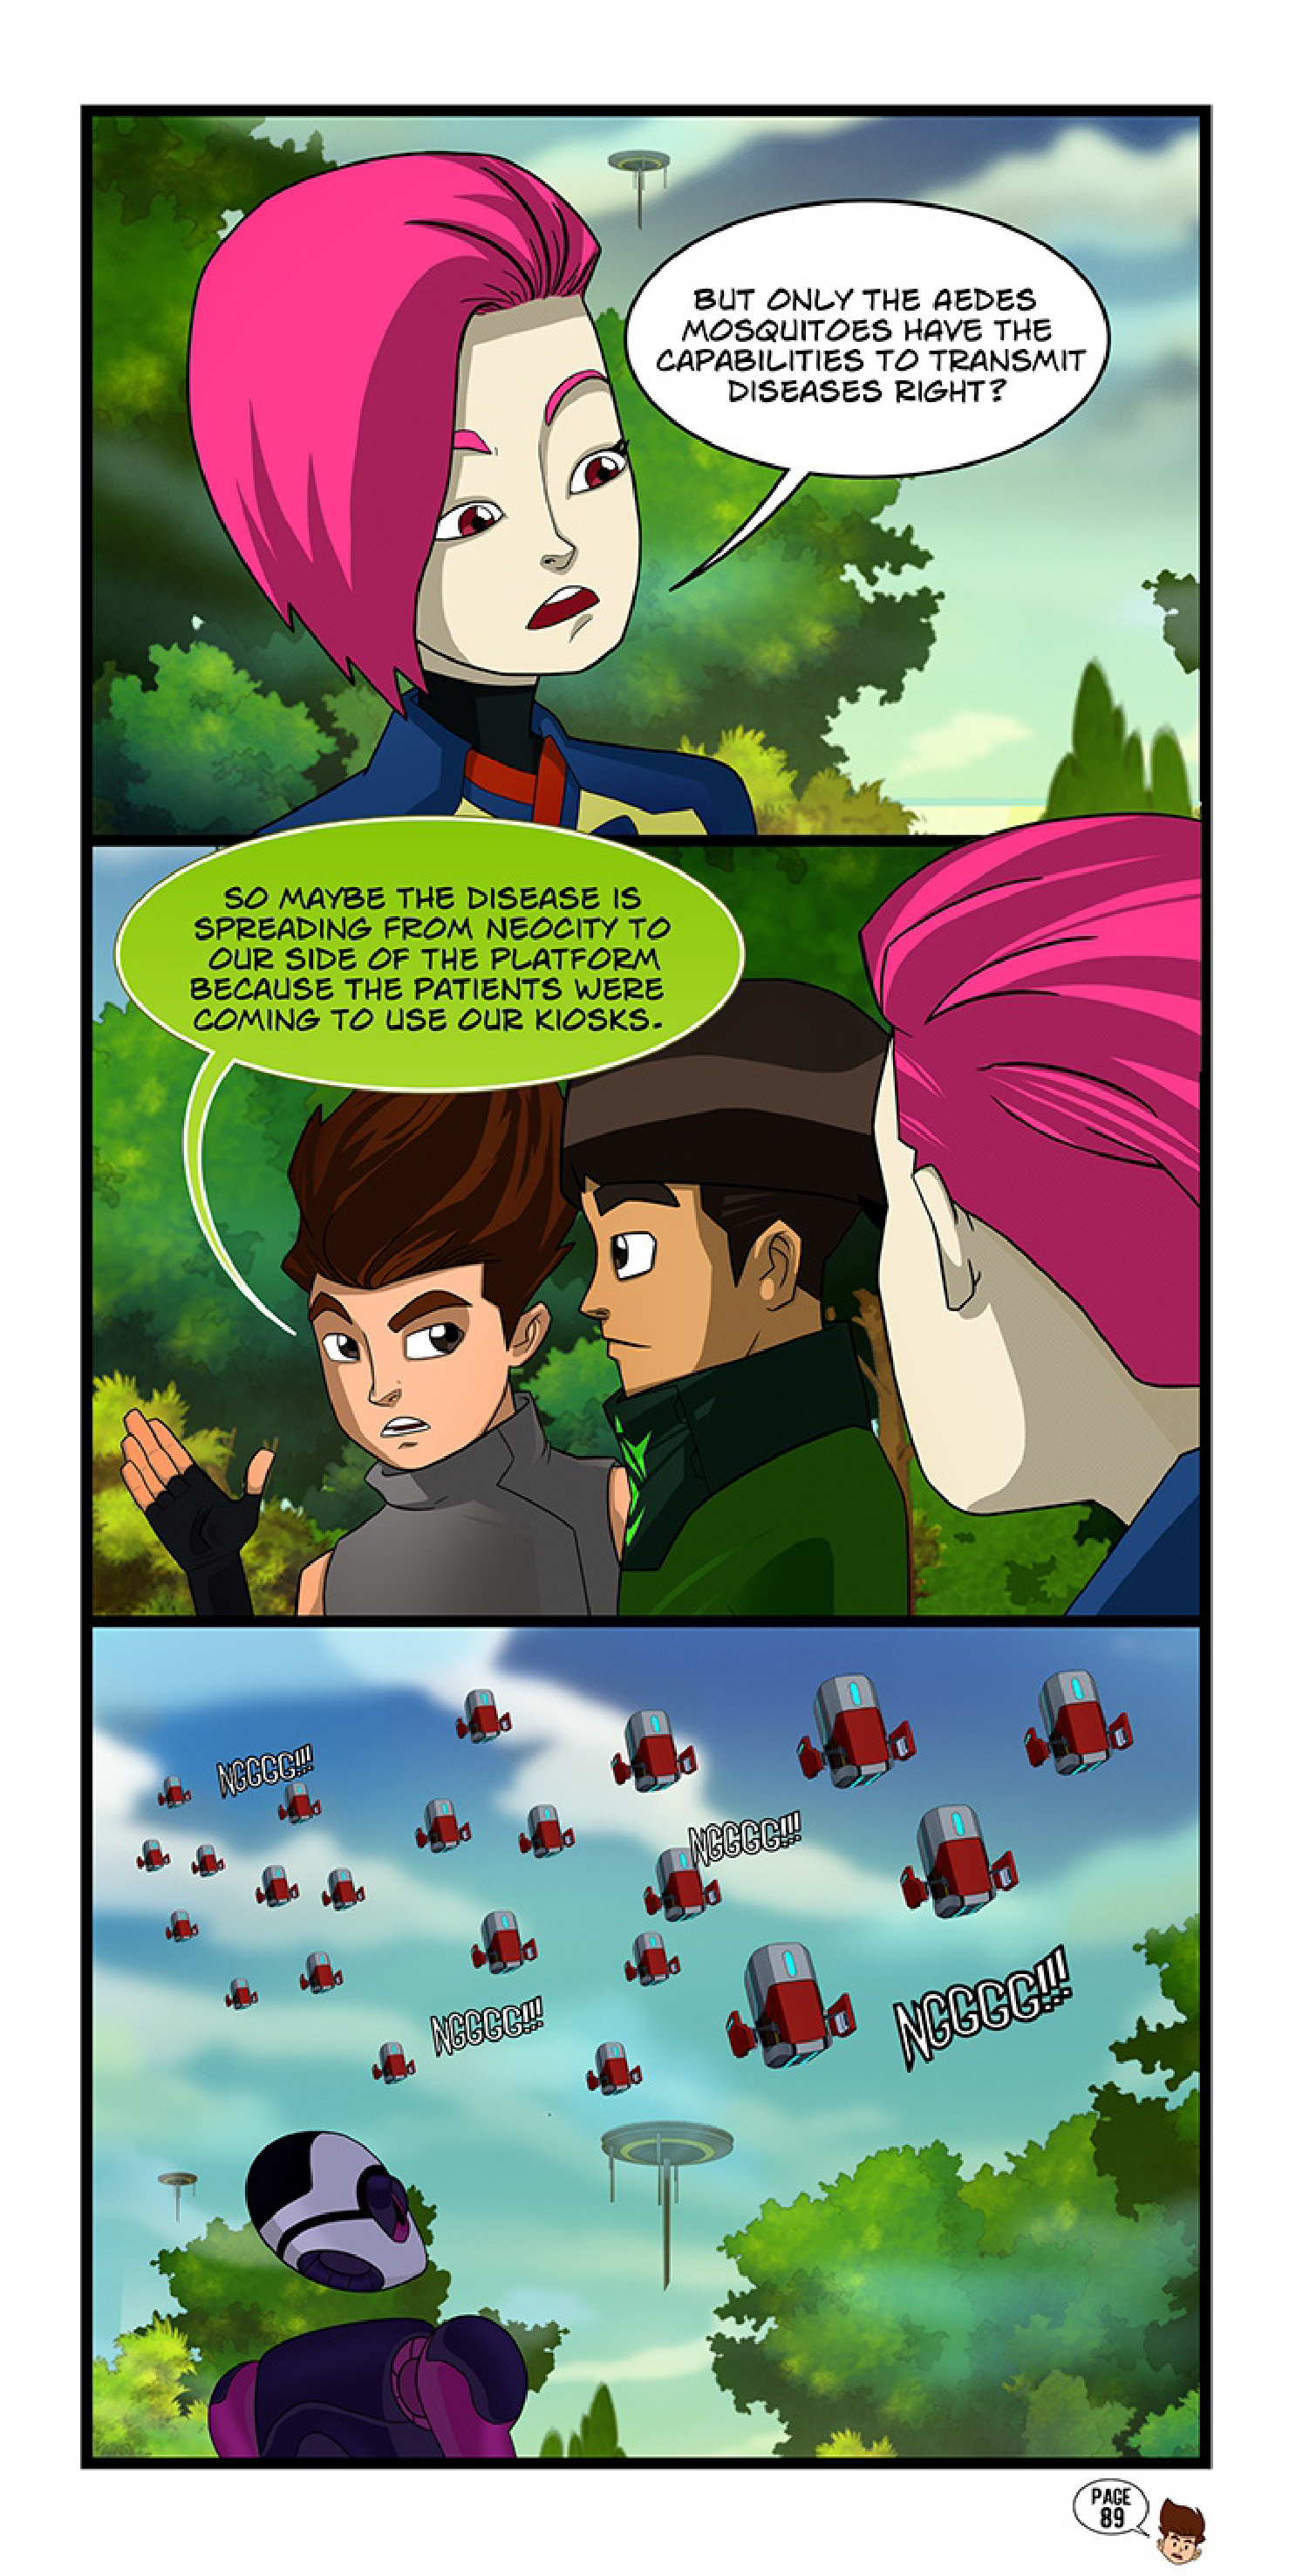 BUT ONLY THE AEDES
MOSQUITOES HAVE THE
CAPABILITIES TO TRANSMIT
DISEASES RIGHT?
SO MAYBE THE DISEASE IS
SPREADING FROM NEOCITY TO
OUR SIDE OF THE PLATFORM
BECAUSE THE PATIENTS WERE
COMING TO USE OUR KIOSKS.
NGGGG!!!
NGGGG!!!
NGGGG!!!
NGGGG!!!
PAGE
89